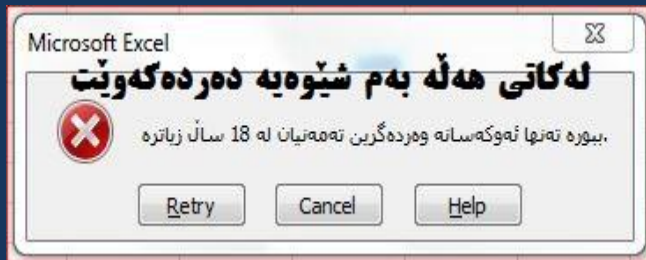 Microsoft Excel
لەکاتی هەڵە بەم شێوەیە دەردەکەوێت
ببورە تەنها ئەوکەسانە وەردەگرین تەمەنیان لە 18 ساڵ زیاترە.
Retry Cancel Help